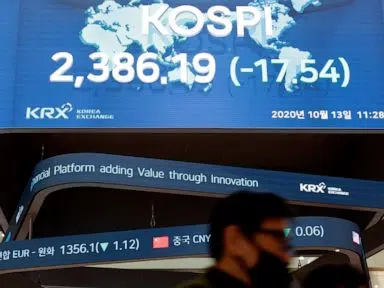 KOSPI
2,386.19 (-17.54)
KRX KOREA EXCHANGE
2020년 10월 13일 11:28
Financial Platform adding Value through Innovation
KRX
EUR - 원화 1356.1(▼ 1.12) 중국 CNY ▼ 0.06)